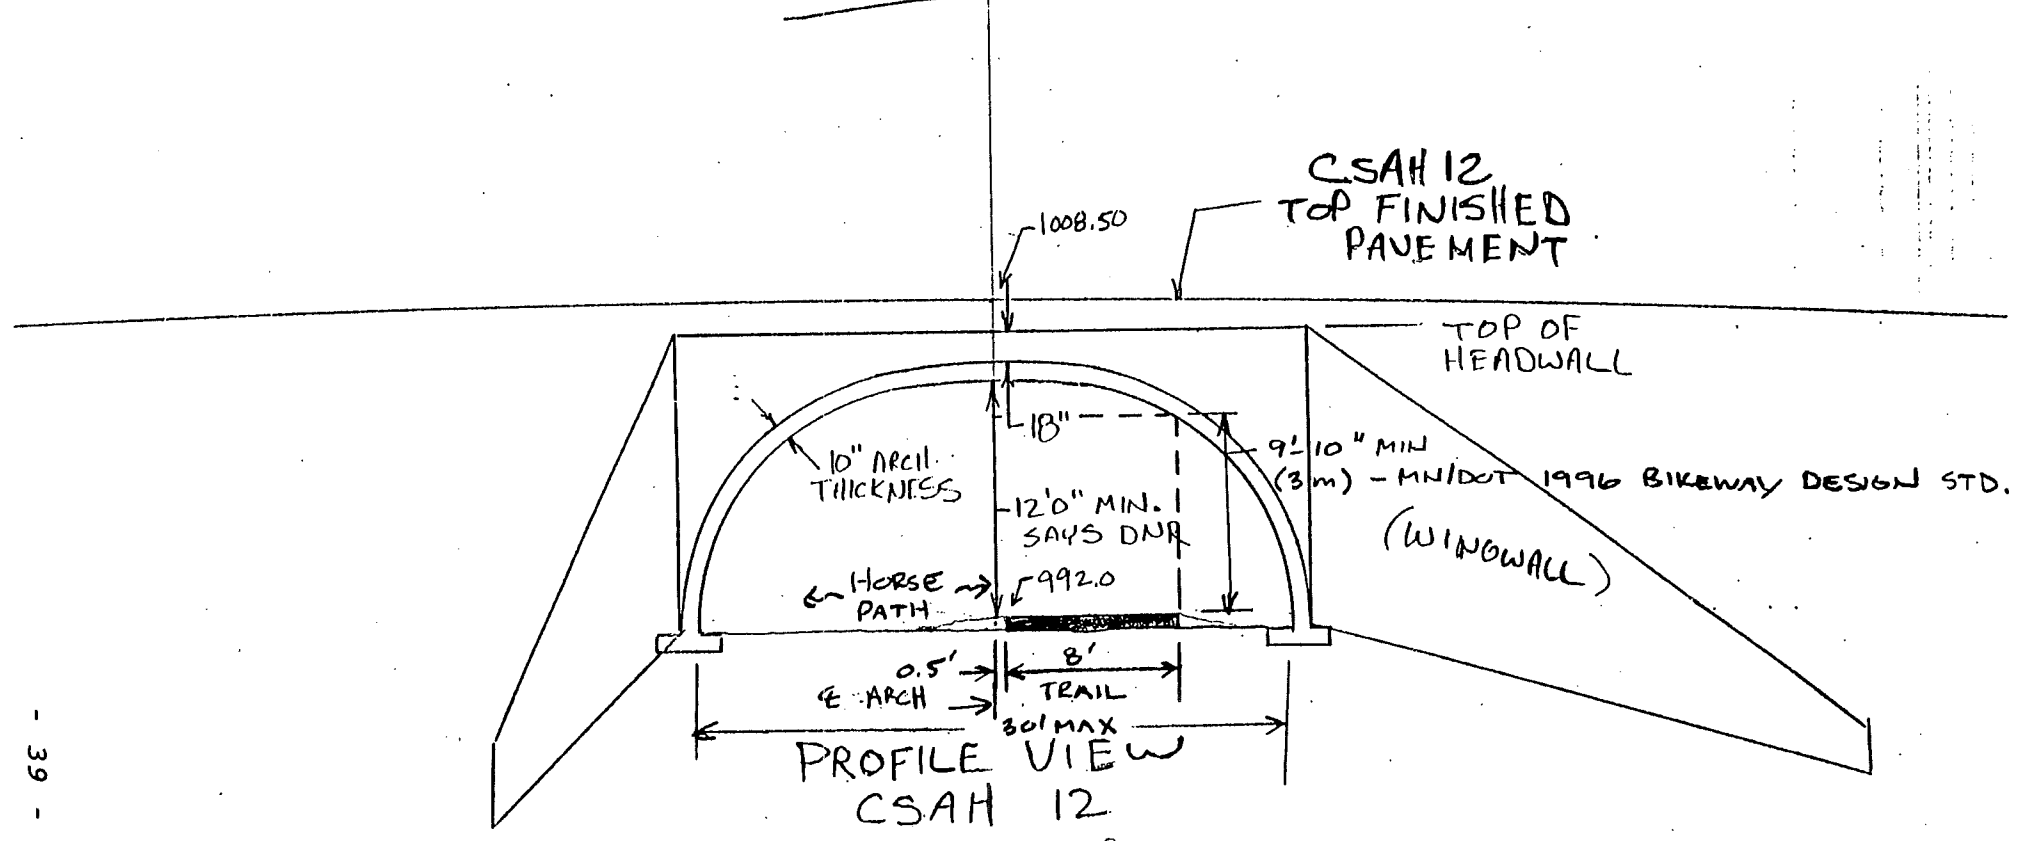 CSAH 12
TOP FINISHED
PAVEMENT
1008.50
TOP OF
HEADWALL
18"
10" ARCH
THICKNESS
9'-10" MIN
(3m) - MN/DOT 1996 BIKEWAY DESIGN STD.
12'0" MIN.
SAYS DNR
(WINGWALL)
HORSE
PATH
992.0
0.5'
8'
℄ ARCH
TRAIL
30' MAX
PROFILE VIEW
CSAH 12
- 39 -